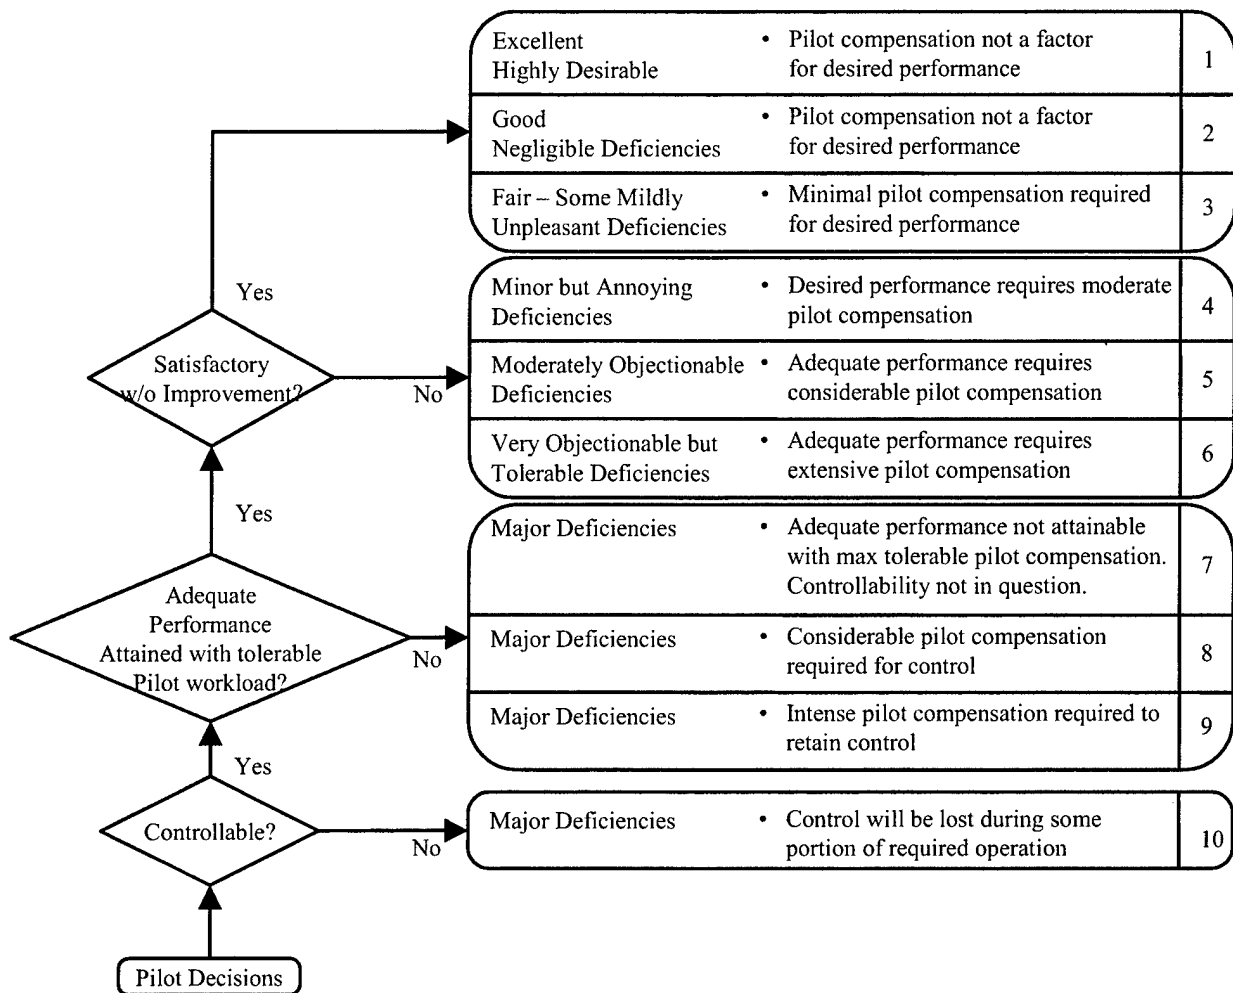 Excellent
Highly Desirable
• Pilot compensation not a factor
for desired performance
1
Good
Negligible Deficiencies
• Pilot compensation not a factor
for desired performance
2
Fair – Some Mildly
Unpleasant Deficiencies
• Minimal pilot compensation required
for desired performance
3
Yes
Minor but Annoying
Deficiencies
• Desired performance requires moderate
pilot compensation
4
Satisfactory
w/o Improvement?
No
Moderately Objectionable
Deficiencies
• Adequate performance requires
considerable pilot compensation
5
Very Objectionable but
Tolerable Deficiencies
• Adequate performance requires
extensive pilot compensation
6
Yes
Major Deficiencies
• Adequate performance not attainable
with max tolerable pilot compensation.
Controllability not in question.
7
Adequate
Performance
Attained with tolerable
Pilot workload?
No
Major Deficiencies
• Considerable pilot compensation
required for control
8
Major Deficiencies
• Intense pilot compensation required to
retain control
9
Yes
Controllable?
No
Major Deficiencies
• Control will be lost during some
portion of required operation
10
Pilot Decisions